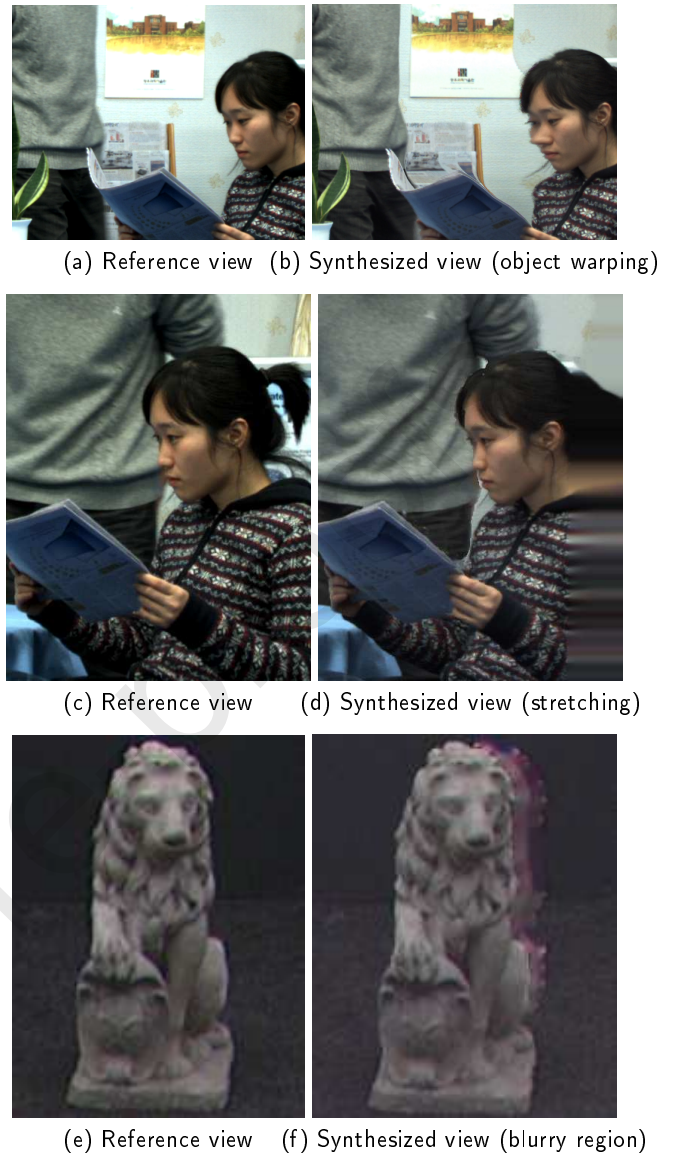 (a) Reference view (b) Synthesized view (object warping)
(c) Reference view (d) Synthesized view (stretching)
(e) Reference view (f) Synthesized view (blurry region)